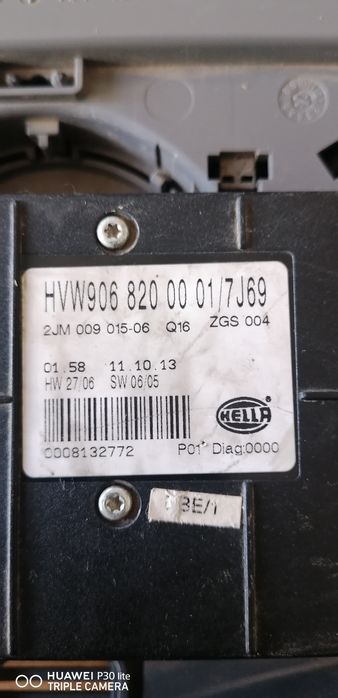 HVW906 820 00 01/7J69
2JM 009 015-06 Q16 ZGS 004
01.58 11.10.13
HW 27/06 SW 06/05
HELLA
0008132772 P01* Diag:0000
BE/1
HUAWEI P30 lite
TRIPLE CAMERA